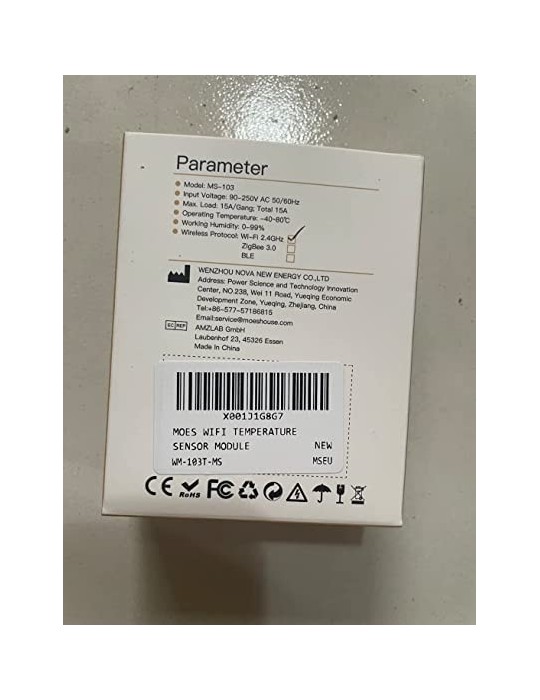 Parameter
Model: MS-103
Input Voltage: 90-250V AC 50/60Hz
Max. Load: 15A/Gang; Total 15A
Operating Temperature: -40-80℃
Working Humidity: 0-99%
Wireless Protocol: Wi-Fi 2.4GHz
ZigBee 3.0
BLE
WENZHOU NOVA NEW ENERGY CO.,LTD
Address: Power Science and Technology Innovation
Center, NO.238, Wei 11 Road, Yueqing Economic
Development Zone, Yueqing, Zhejiang, China
Tel:+86-577-57186815
Email:service@moeshouse.com
EC REP
AMZLAB GmbH
Laubenhof 23, 45326 Essen
Made In China
X001J1G8G7
MOES WIFI TEMPERATURE
SENSOR MODULE NEW
WM-103T-MS MSEU
CE RoHS FC